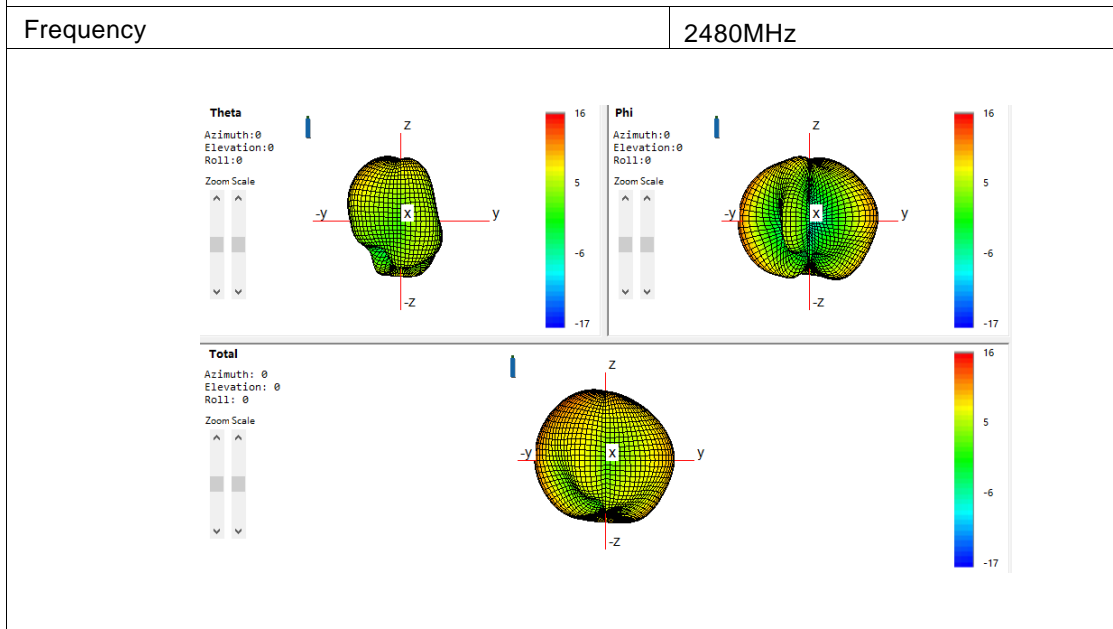 Frequency 2480MHz
Theta
Azimuth:0
Elevation:0
Roll:0
Zoom Scale
z
-y x y
-z
16
5
-6
-17
Phi
Azimuth:0
Elevation:0
Roll:0
Zoom Scale
z
-y x y
-z
16
5
-6
-17
Total
Azimuth: 0
Elevation: 0
Roll: 0
Zoom Scale
z
-y x y
-z
16
5
-6
-17